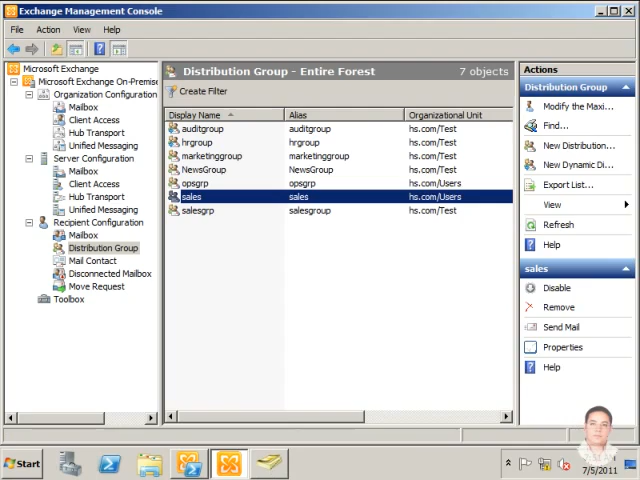 Exchange Management Console
File Action View Help
Microsoft Exchange
Microsoft Exchange On-Premise
Organization Configuration
Mailbox
Client Access
Hub Transport
Unified Messaging
Server Configuration
Mailbox
Client Access
Hub Transport
Unified Messaging
Recipient Configuration
Mailbox
Distribution Group
Mail Contact
Disconnected Mailbox
Move Request
Toolbox
Distribution Group - Entire Forest 7 objects
Create Filter
Display Name Alias Organizational Unit
auditgroup auditgroup hs.com/Test
hrgroup hrgroup hs.com/Test
marketinggroup marketinggroup hs.com/Test
NewsGroup NewsGroup hs.com/Test
opsgrp opsgrp hs.com/Users
sales sales hs.com/Users
salesgrp salesgroup hs.com/Test
Actions
Distribution Group
Modify the Maxi...
Find...
New Distribution...
New Dynamic Di...
Export List...
View
Refresh
Help
sales
Disable
Remove
Send Mail
Properties
Help
Start
7/5/2011